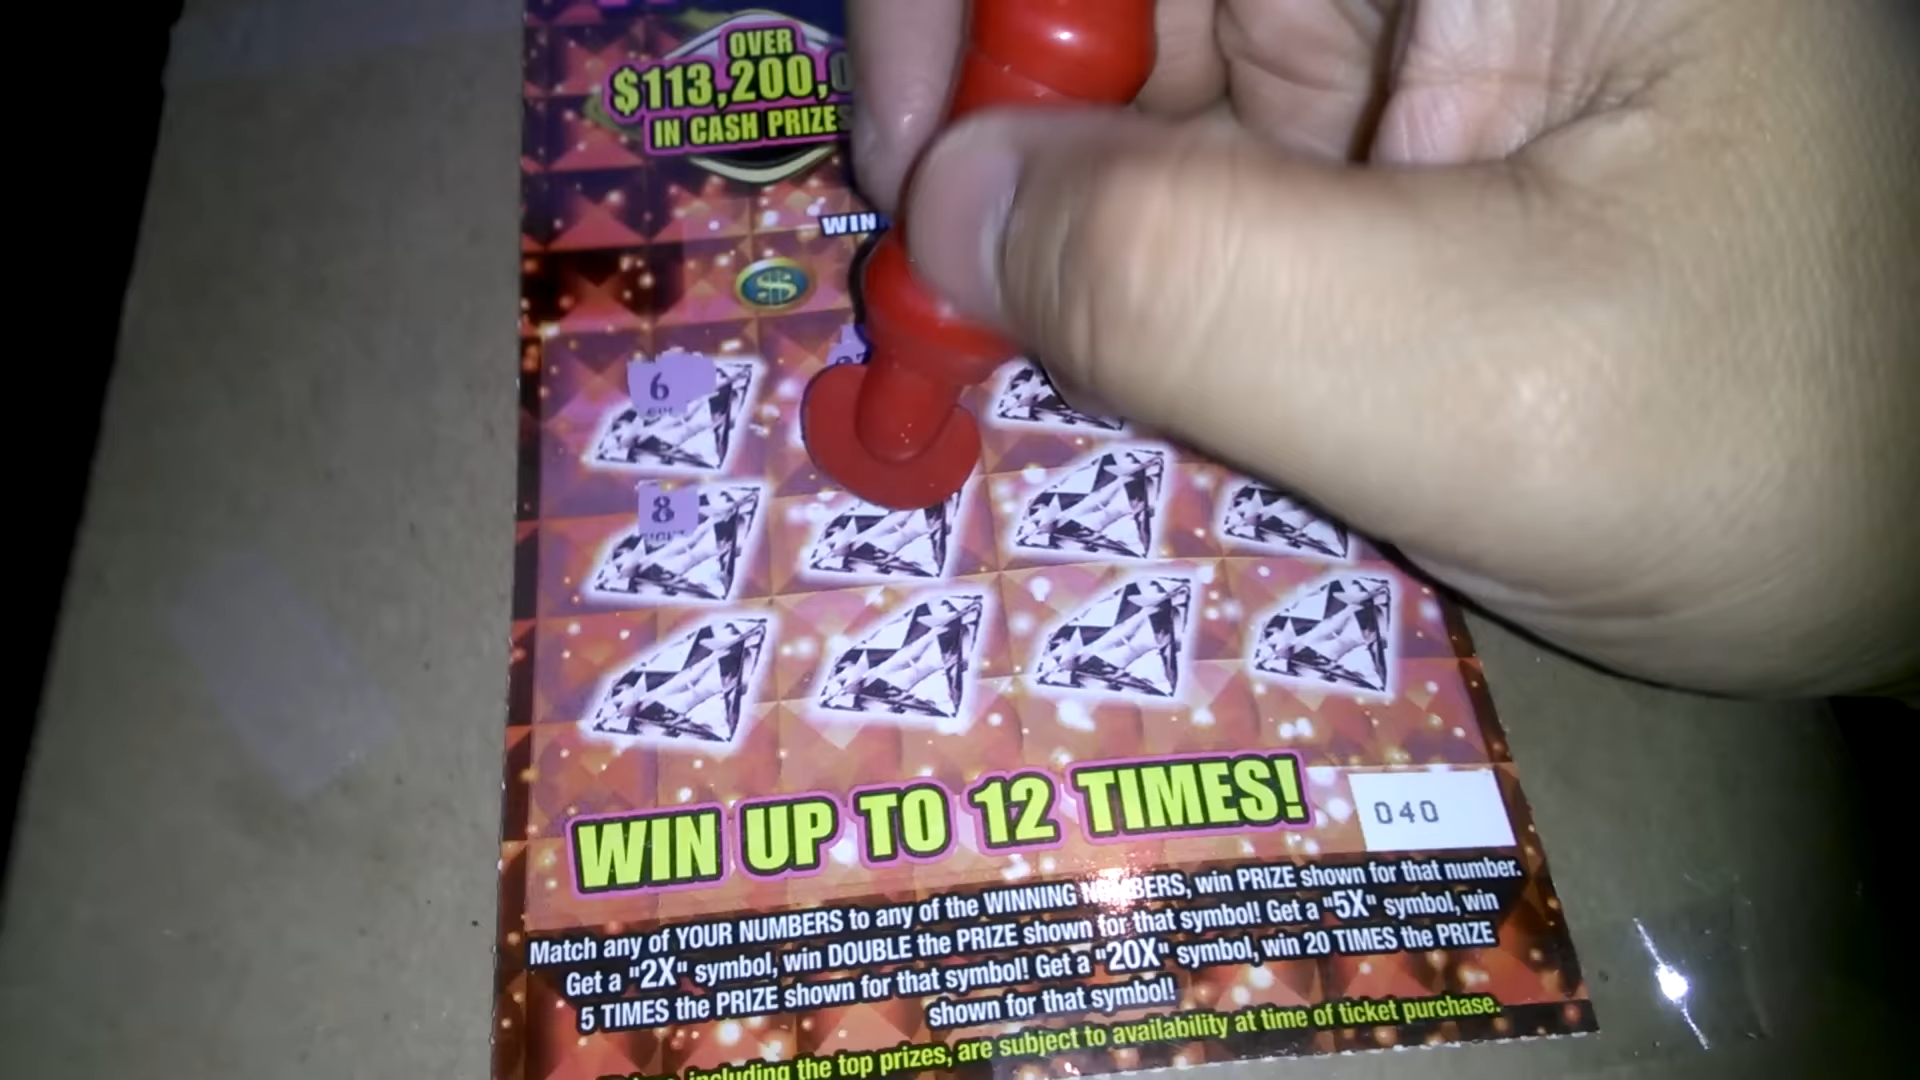 OVER
$113,200,
IN CASH PRIZES
WIN
$
6
8
WIN UP TO 12 TIMES!
040
Match any of YOUR NUMBERS to any of the WINNING NUMBERS, win PRIZE shown for that number.
Get a "2X" symbol, win DOUBLE the PRIZE shown for that symbol! Get a "5X" symbol, win
5 TIMES the PRIZE shown for that symbol! Get a "20X" symbol, win 20 TIMES the PRIZE
shown for that symbol!
including the top prizes, are subject to availability at time of ticket purchase.